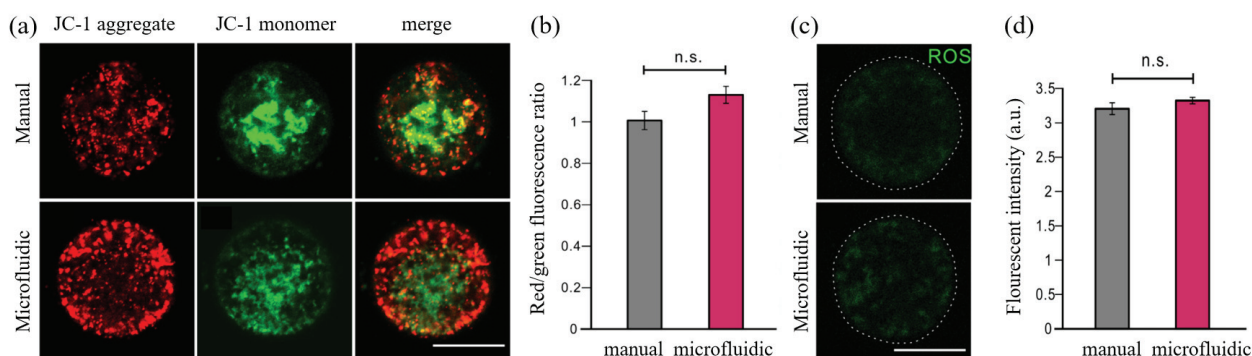 (a)
JC-1 aggregate
JC-1 monomer
merge
Manual
Microfluidic
(b)
n.s.
Red/green fluorescence ratio
1.2
1
0.8
0.6
0.4
0.2
0
manual
microfluidic
(c)
ROS
Manual
Microfluidic
(d)
n.s.
Flourescent intensity (a.u.)
3.5
3
3.5
2
1.5
1
0.5
0
manual
microfluidic